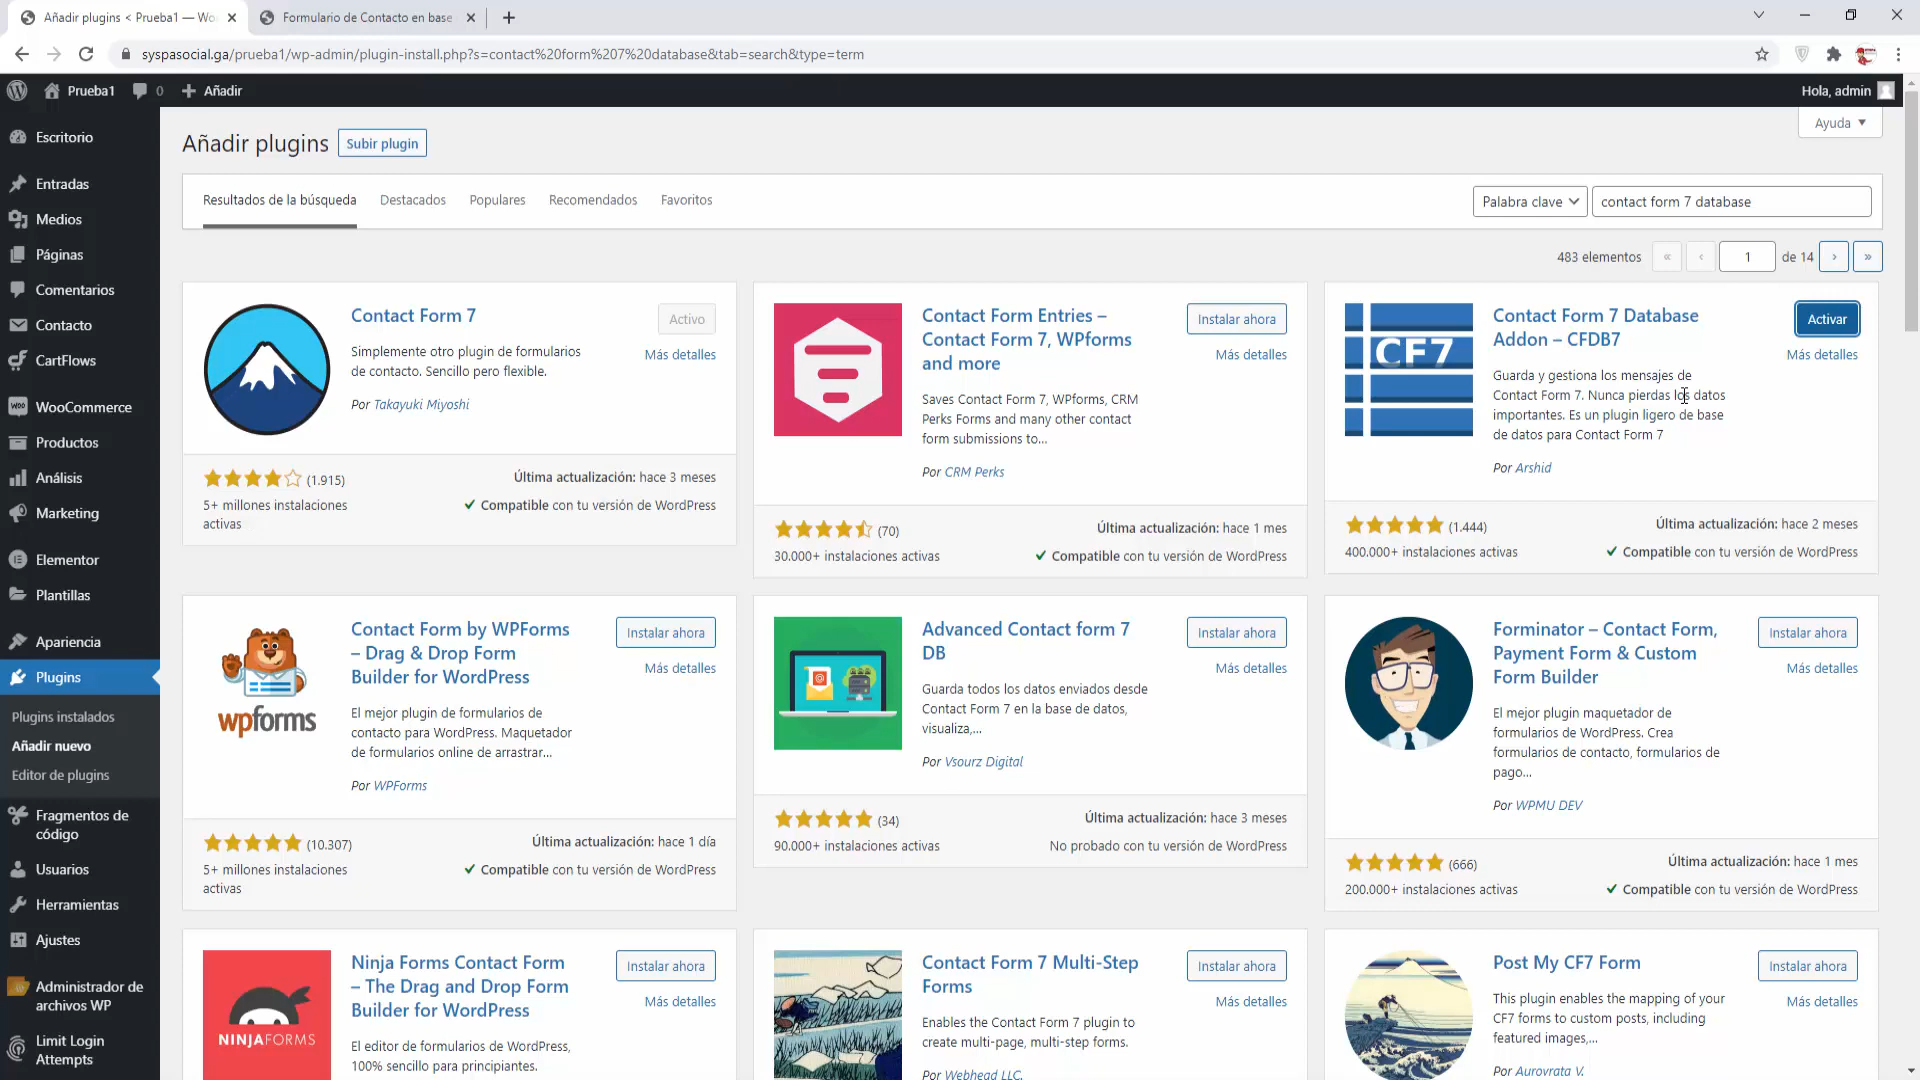 Añadir plugins < Prueba1 — Wo
Formulario de Contacto en base
syspasocial.ga/prueba1/wp-admin/plugin-install.php?s=contact%20form%207%20database&tab=search&type=term
Prueba1
0
Añadir
Hola, admin
Escritorio
Entradas
Medios
Páginas
Comentarios
Contacto
CartFlows
WooCommerce
Productos
Análisis
Marketing
Elementor
Plantillas
Apariencia
Plugins
Plugins instalados
Añadir nuevo
Editor de plugins
Fragmentos de
código
Usuarios
Herramientas
Ajustes
Administrador de
archivos WP
Limit Login
Attempts
Añadir plugins
Subir plugin
Ayuda
Resultados de la búsqueda
Destacados
Populares
Recomendados
Favoritos
Palabra clave
contact form 7 database
483 elementos
«
‹
1
de 14
›
»
Contact Form 7
Activo
Más detalles
Simplemente otro plugin de formularios
de contacto. Sencillo pero flexible.
Por Takayuki Miyoshi
(1.915)
5+ millones instalaciones
activas
Última actualización: hace 3 meses
Compatible con tu versión de WordPress
Contact Form Entries –
Contact Form 7, WPforms
and more
Instalar ahora
Más detalles
Saves Contact Form 7, WPforms, CRM
Perks Forms and many other contact
form submissions to...
Por CRM Perks
(70)
30.000+ instalaciones activas
Última actualización: hace 1 mes
Compatible con tu versión de WordPress
CF7
Contact Form 7 Database
Addon – CFDB7
Activar
Más detalles
Guarda y gestiona los mensajes de
Contact Form 7. Nunca pierdas los datos
importantes. Es un plugin ligero de base
de datos para Contact Form 7
Por Arshid
(1.444)
400.000+ instalaciones activas
Última actualización: hace 2 meses
Compatible con tu versión de WordPress
wpforms
Contact Form by WPForms
– Drag & Drop Form
Builder for WordPress
Instalar ahora
Más detalles
El mejor plugin de formularios de
contacto para WordPress. Maquetador
de formularios online de arrastrar...
Por WPForms
(10.307)
5+ millones instalaciones
activas
Última actualización: hace 1 día
Compatible con tu versión de WordPress
Advanced Contact form 7
DB
Instalar ahora
Más detalles
Guarda todos los datos enviados desde
Contact Form 7 en la base de datos,
visualiza,...
Por Vsourz Digital
(34)
90.000+ instalaciones activas
Última actualización: hace 3 meses
No probado con tu versión de WordPress
Forminator – Contact Form,
Payment Form & Custom
Form Builder
Instalar ahora
Más detalles
El mejor plugin maquetador de
formularios de WordPress. Crea
formularios de contacto, formularios de
pago...
Por WPMU DEV
(666)
200.000+ instalaciones activas
Última actualización: hace 1 mes
Compatible con tu versión de WordPress
NINJAFORMS
Ninja Forms Contact Form
– The Drag and Drop Form
Builder for WordPress
Instalar ahora
Más detalles
El editor de formularios de WordPress,
100% sencillo para principiantes.
Contact Form 7 Multi-Step
Forms
Instalar ahora
Más detalles
Enables the Contact Form 7 plugin to
create multi-page, multi-step forms.
Por Webhead LLC.
Post My CF7 Form
Instalar ahora
Más detalles
This plugin enables the mapping of your
CF7 forms to custom posts, including
featured images,...
Por Aurovrata V.